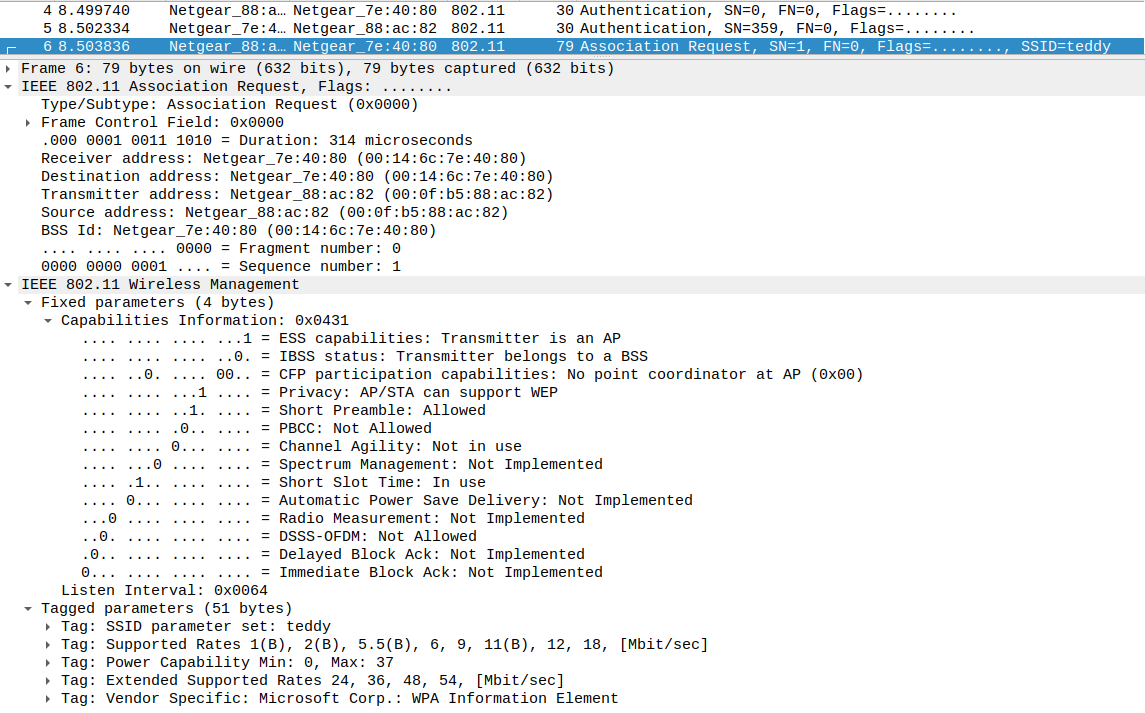 4 8.499740 Netgear_88:a… Netgear_7e:40:80 802.11 30 Authentication, SN=0, FN=0, Flags=........
5 8.502334 Netgear_7e:4… Netgear_88:ac:82 802.11 30 Authentication, SN=359, FN=0, Flags=........
6 8.503836 Netgear_88:a… Netgear_7e:40:80 802.11 79 Association Request, SN=1, FN=0, Flags=........, SSID=teddy
Frame 6: 79 bytes on wire (632 bits), 79 bytes captured (632 bits)
IEEE 802.11 Association Request, Flags: ........
Type/Subtype: Association Request (0x0000)
Frame Control Field: 0x0000
.000 0001 0011 1010 = Duration: 314 microseconds
Receiver address: Netgear_7e:40:80 (00:14:6c:7e:40:80)
Destination address: Netgear_7e:40:80 (00:14:6c:7e:40:80)
Transmitter address: Netgear_88:ac:82 (00:0f:b5:88:ac:82)
Source address: Netgear_88:ac:82 (00:0f:b5:88:ac:82)
BSS Id: Netgear_7e:40:80 (00:14:6c:7e:40:80)
.... .... .... 0000 = Fragment number: 0
0000 0000 0001 .... = Sequence number: 1
IEEE 802.11 Wireless Management
Fixed parameters (4 bytes)
Capabilities Information: 0x0431
.... .... .... ...1 = ESS capabilities: Transmitter is an AP
.... .... .... ..0. = IBSS status: Transmitter belongs to a BSS
.... ..0. .... 00.. = CFP participation capabilities: No point coordinator at AP (0x00)
.... .... ...1 .... = Privacy: AP/STA can support WEP
.... .... ..1. .... = Short Preamble: Allowed
.... .... .0.. .... = PBCC: Not Allowed
.... .... 0... .... = Channel Agility: Not in use
.... ...0 .... .... = Spectrum Management: Not Implemented
.... .1.. .... .... = Short Slot Time: In use
.... 0... .... .... = Automatic Power Save Delivery: Not Implemented
...0 .... .... .... = Radio Measurement: Not Implemented
..0. .... .... .... = DSSS-OFDM: Not Allowed
.0.. .... .... .... = Delayed Block Ack: Not Implemented
0... .... .... .... = Immediate Block Ack: Not Implemented
Listen Interval: 0x0064
Tagged parameters (51 bytes)
Tag: SSID parameter set: teddy
Tag: Supported Rates 1(B), 2(B), 5.5(B), 6, 9, 11(B), 12, 18, [Mbit/sec]
Tag: Power Capability Min: 0, Max: 37
Tag: Extended Supported Rates 24, 36, 48, 54, [Mbit/sec]
Tag: Vendor Specific: Microsoft Corp.: WPA Information Element